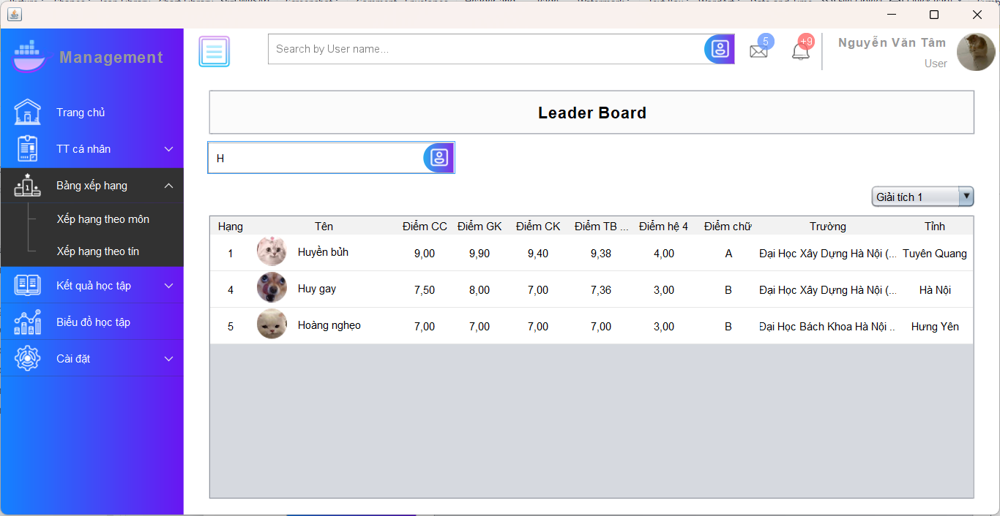 Management
Search by User name...
5
+9
Nguyễn Văn Tâm
User
Trang chủ
TT cá nhân
Bảng xếp hạng
Xếp hạng theo môn
Xếp hạng theo tín
Kết quả học tập
Biểu đồ học tập
Cài đặt
Leader Board
H
Giải tích 1
Hạng Tên Điểm CC Điểm GK Điểm CK Điểm TB ... Điểm hệ 4 Điểm chữ Trường Tỉnh
1 Huyền bủh 9,00 9,90 9,40 9,38 4,00 A Đại Học Xây Dựng Hà Nội (... Tuyên Quang
4 Huy gay 7,50 8,00 7,00 7,36 3,00 B Đại Học Xây Dựng Hà Nội (... Hà Nội
5 Hoàng nghẹo 7,00 7,00 7,00 7,00 3,00 B Đại Học Bách Khoa Hà Nội .. Hưng Yên